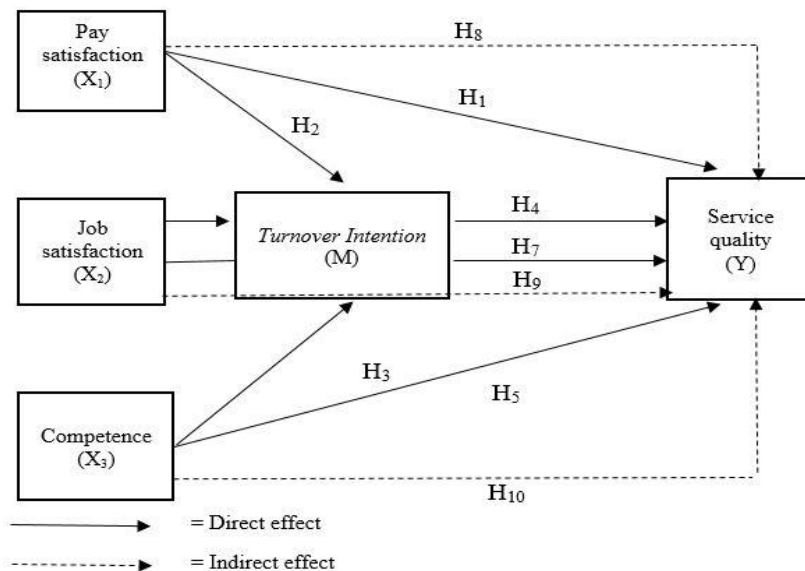 Pay
satisfaction
(X₁)
H₈
H₁
H₂
Job
satisfaction
(X₂)
Turnover Intention
(M)
H₄
H₇
H₉
Service
quality
(Y)
H₃
H₅
Competence
(X₃)
H₁₀
= Direct effect
= Indirect effect